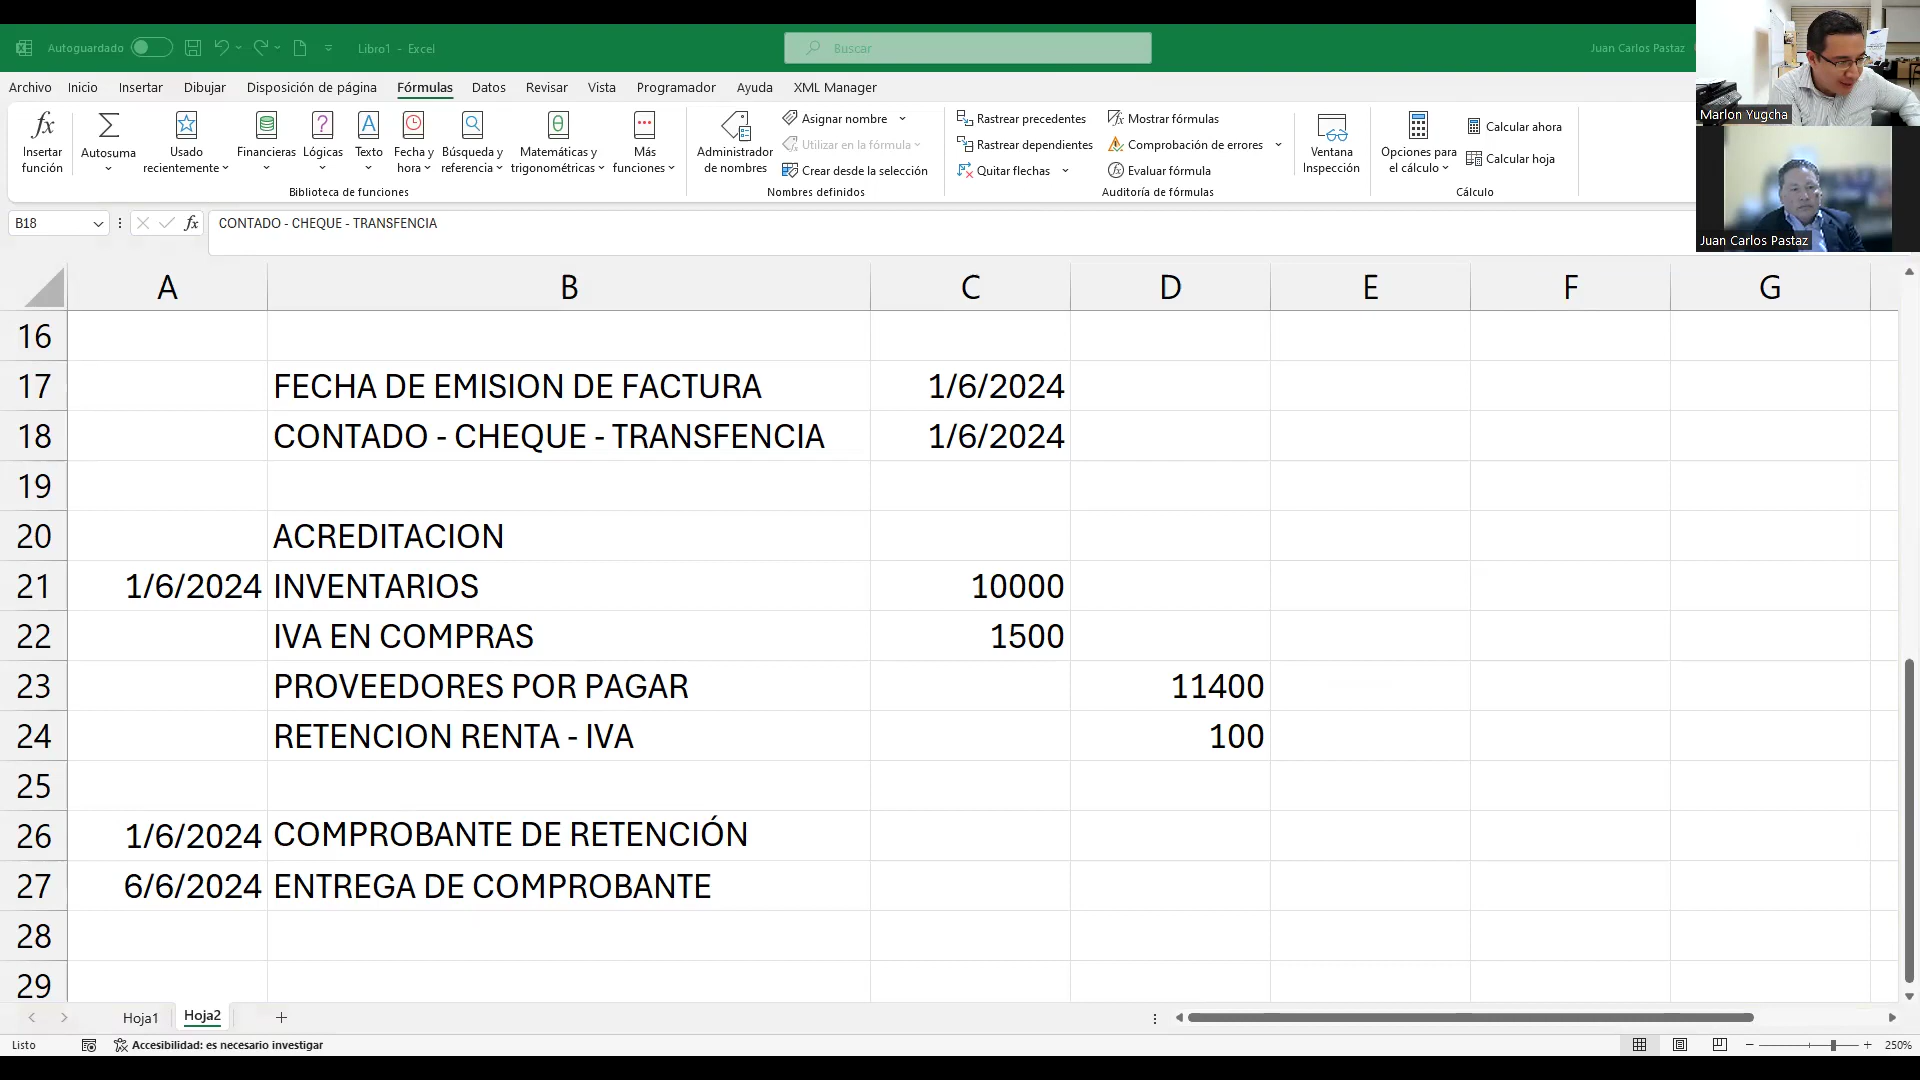 Autoguardado
Libro1 - Excel
Buscar
Juan Carlos Pastaz
Archivo Inicio Insertar Dibujar Disposición de página Fórmulas Datos Revisar Vista Programador Ayuda XML Manager
Insertar función
Autosuma
Usado recientemente
Financieras
Lógicas
Texto
Fecha y hora
Búsqueda y referencia
Matemáticas y trigonométricas
Más funciones
Biblioteca de funciones
Administrador de nombres
Asignar nombre
Utilizar en la fórmula
Crear desde la selección
Nombres definidos
Rastrear precedentes
Rastrear dependientes
Quitar flechas
Mostrar fórmulas
Comprobación de errores
Evaluar fórmula
Auditoría de fórmulas
Ventana Inspección
Opciones para el cálculo
Calcular ahora
Calcular hoja
Cálculo
Marlon Yugcha
Juan Carlos Pastaz
B18 fx CONTADO - CHEQUE - TRANSFENCIA
A B C D E F G
16
17 FECHA DE EMISION DE FACTURA 1/6/2024
18 CONTADO - CHEQUE - TRANSFENCIA 1/6/2024
19
20 ACREDITACION
21 1/6/2024 INVENTARIOS 10000
22 IVA EN COMPRAS 1500
23 PROVEEDORES POR PAGAR 11400
24 RETENCION RENTA - IVA 100
25
26 1/6/2024 COMPROBANTE DE RETENCIÓN
27 6/6/2024 ENTREGA DE COMPROBANTE
28
29
Hoja1 Hoja2
Listo Accesibilidad: es necesario investigar 250%